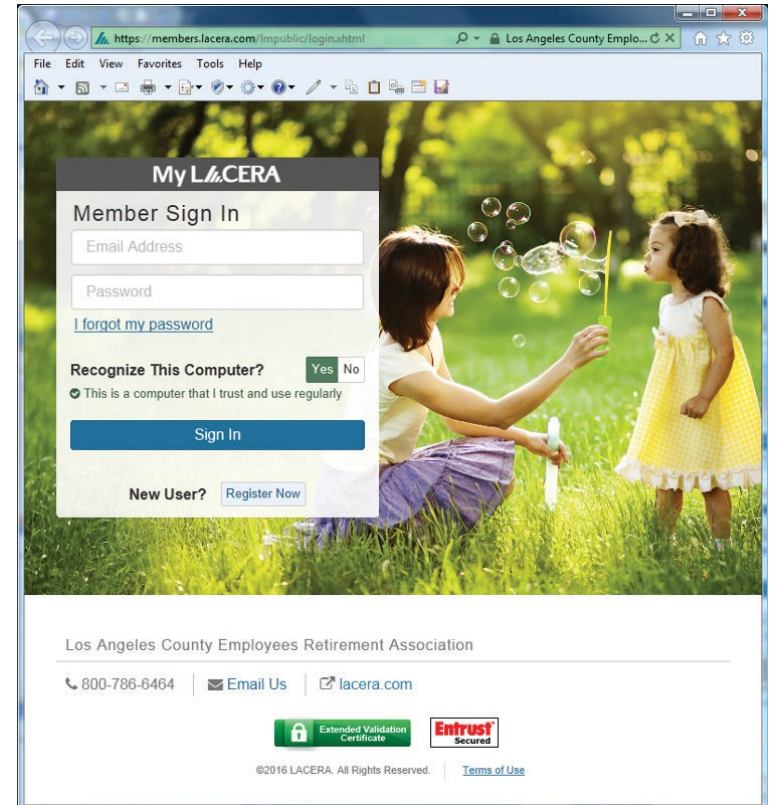 https://members.lacera.com/lmpublic/login.xhtml
Los Angeles County Emplo...
File Edit View Favorites Tools Help
My LACERA
Member Sign In
Email Address
Password
I forgot my password
Recognize This Computer? Yes No
This is a computer that I trust and use regularly
Sign In
New User? Register Now
Los Angeles County Employees Retirement Association
800-786-6464 Email Us lacera.com
Extended Validation
Certificate
Entrust
Secured
©2016 LACERA. All Rights Reserved. Terms of Use